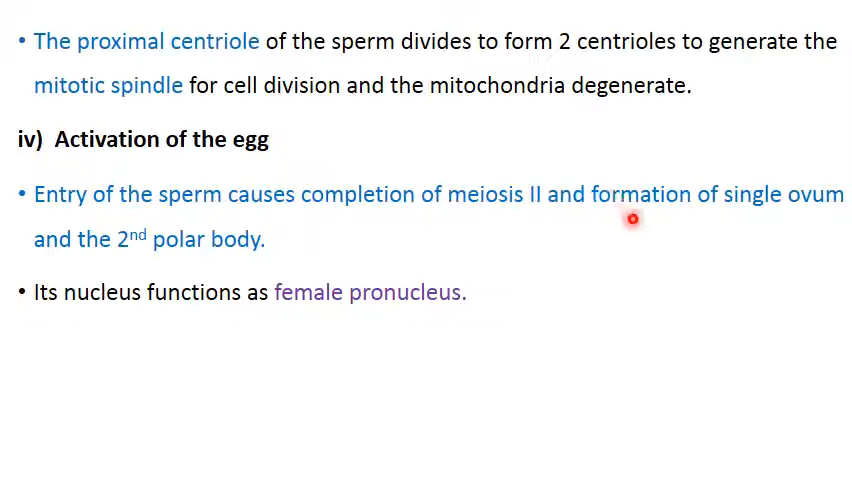 • The proximal centriole of the sperm divides to form 2 centrioles to generate the
mitotic spindle for cell division and the mitochondria degenerate.
iv) Activation of the egg
• Entry of the sperm causes completion of meiosis II and formation of single ovum
and the 2nd polar body.
• Its nucleus functions as female pronucleus.